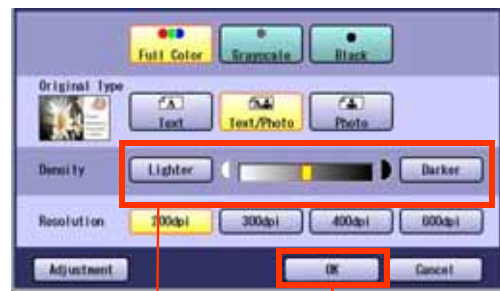 Full Color Grayscale Black
Original Type
Text Text/Photo Photo
Density Lighter Darker
Resolution 200dpi 300dpi 400dpi 600dpi
Adjustment OK Cancel